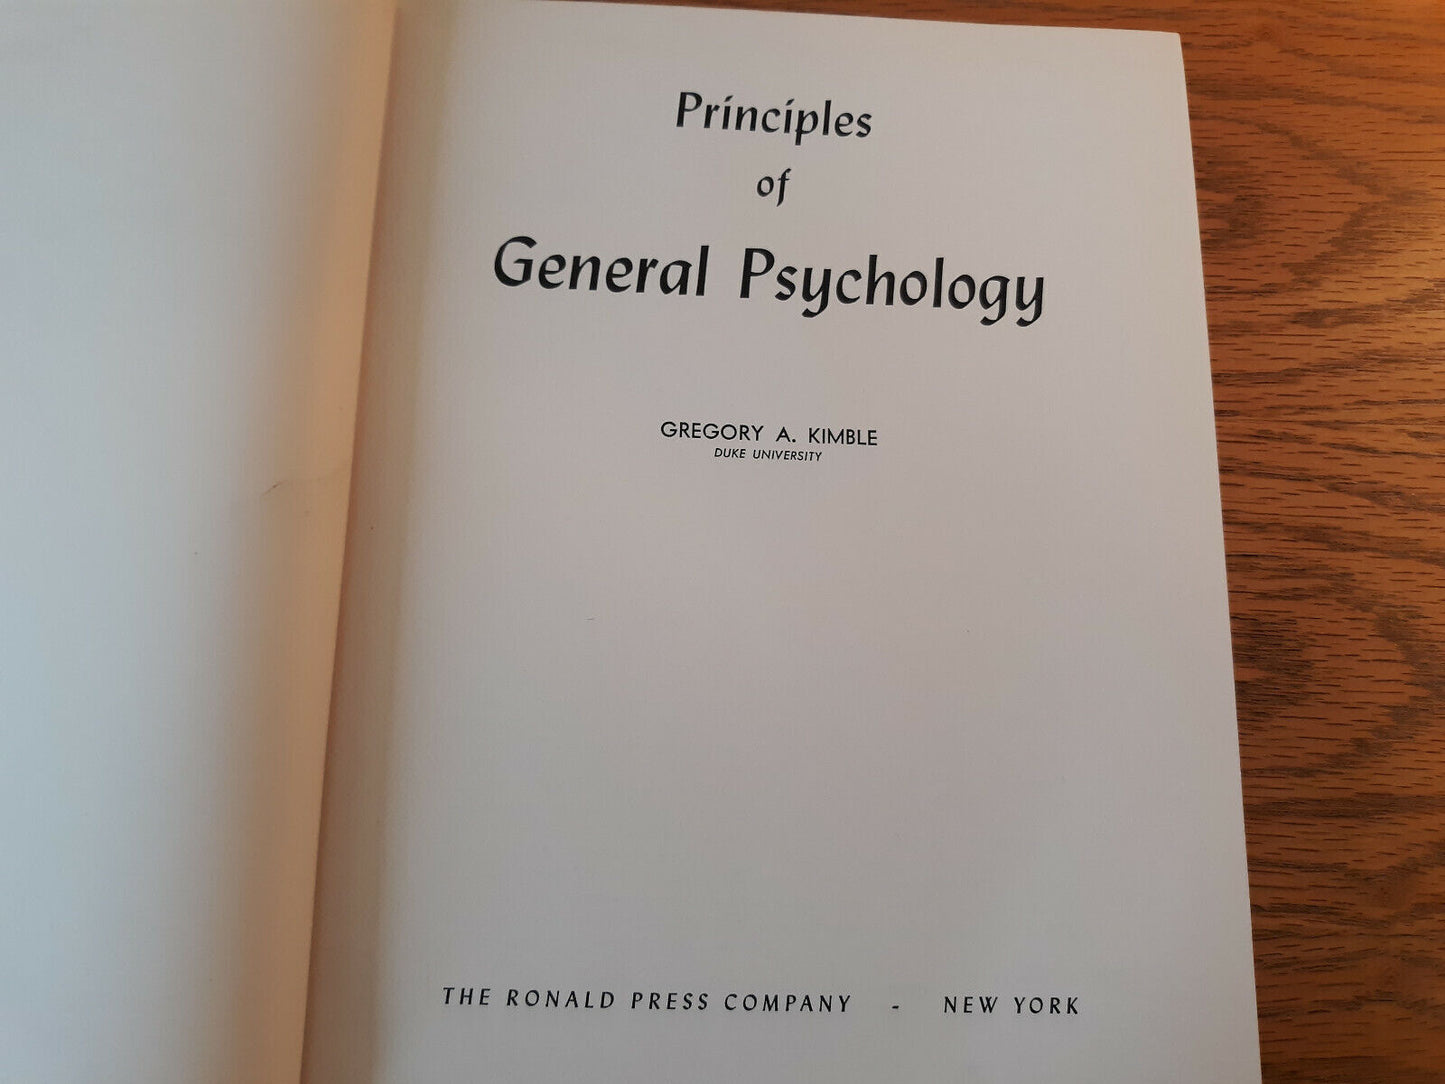 Principles
of
General Psychology
GREGORY A. KIMBLE
DUKE UNIVERSITY
THE RONALD PRESS COMPANY - NEW YORK